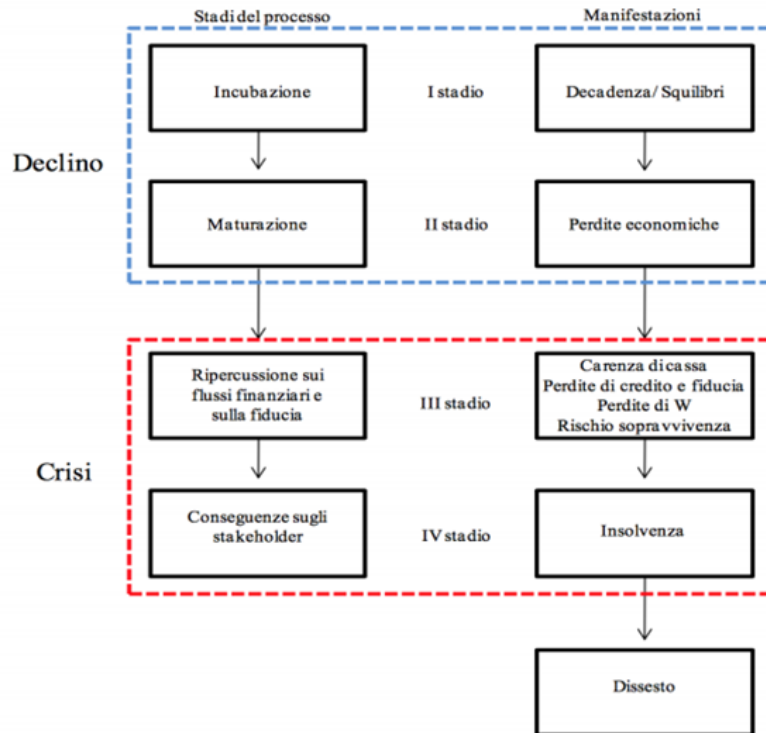 Stadi del processo
Manifestazioni
Incubazione
I stadio
Decadenza/ Squilibri
Declino
Maturazione
II stadio
Perdite economiche
Ripercussione sui
flussi finanziari e
sulla fiducia
III stadio
Carenza di cassa
Perdite di credito e fiducia
Perdite di W
Rischio sopravvivenza
Crisi
Conseguenze sugli
stakeholder
IV stadio
Insolvenza
Dissesto